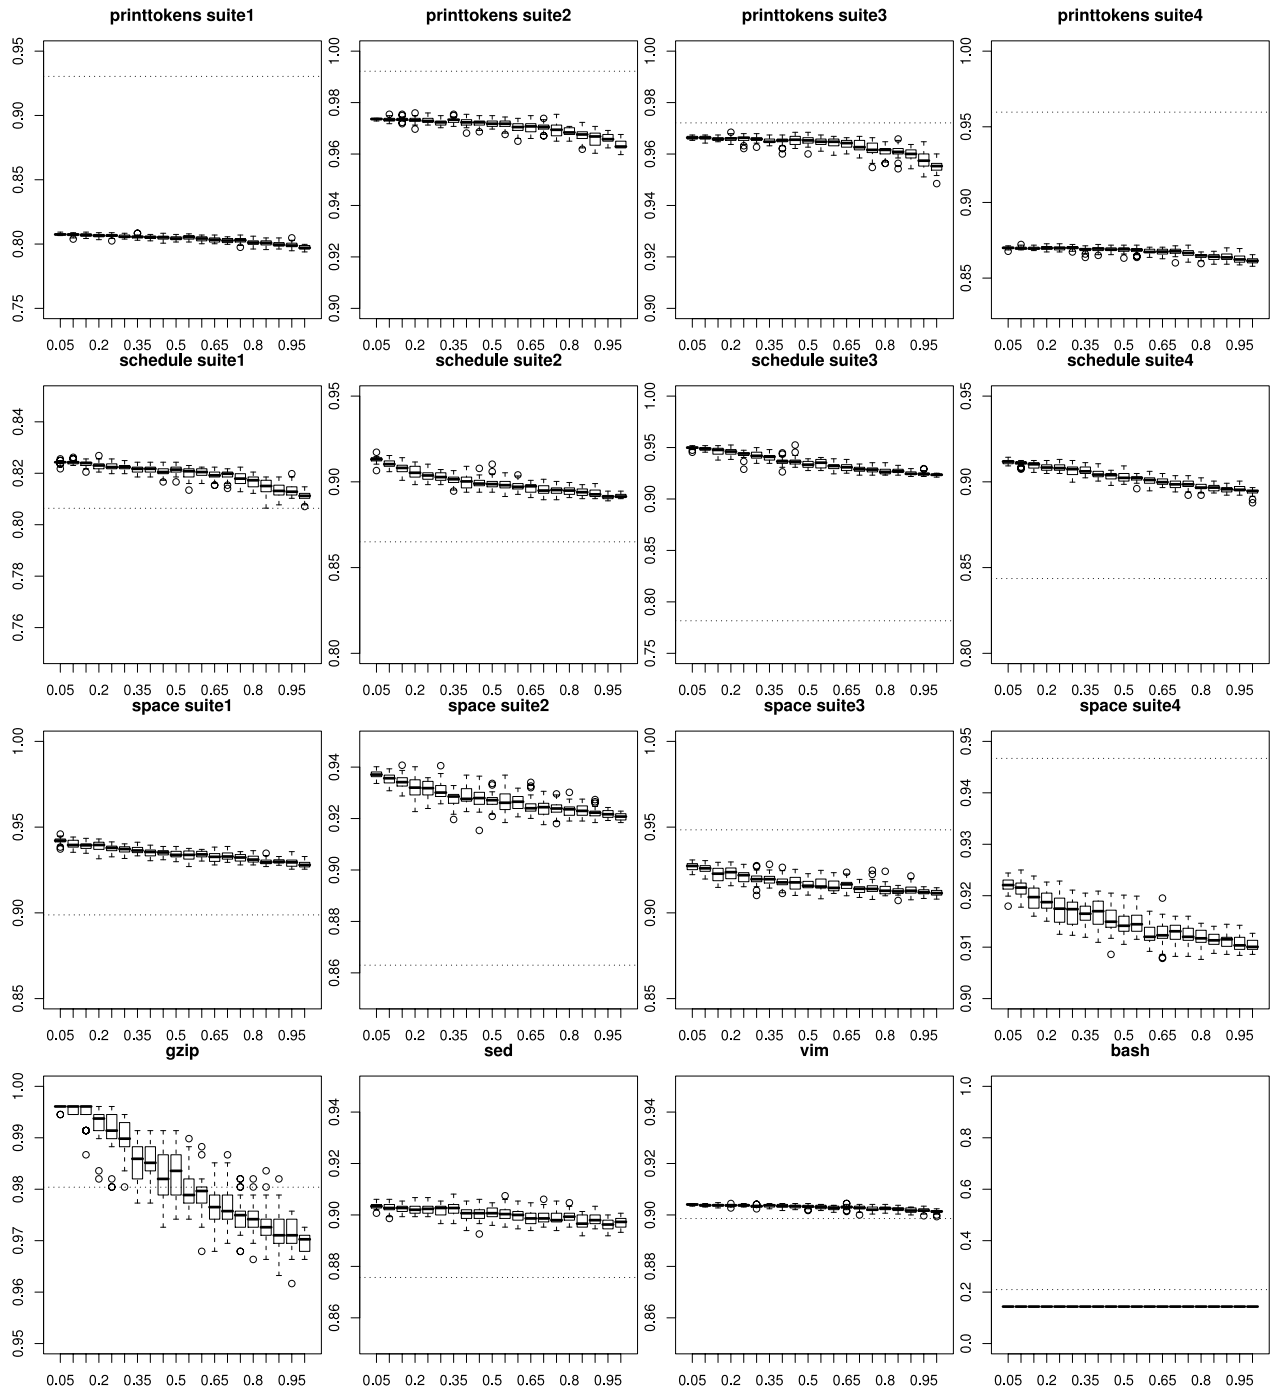 printtokens suite1
0.75 0.80 0.85 0.90 0.95
0.05 0.2 0.35 0.5 0.65 0.8 0.95
printtokens suite2
0.90 0.92 0.94 0.96 0.98 1.00
0.05 0.2 0.35 0.5 0.65 0.8 0.95
printtokens suite3
0.90 0.92 0.94 0.96 0.98 1.00
0.05 0.2 0.35 0.5 0.65 0.8 0.95
printtokens suite4
0.85 0.90 0.95 1.00
0.05 0.2 0.35 0.5 0.65 0.8 0.95
schedule suite1
0.76 0.78 0.80 0.82 0.84
0.05 0.2 0.35 0.5 0.65 0.8 0.95
schedule suite2
0.80 0.85 0.90 0.95
0.05 0.2 0.35 0.5 0.65 0.8 0.95
schedule suite3
0.75 0.80 0.85 0.90 0.95 1.00
0.05 0.2 0.35 0.5 0.65 0.8 0.95
schedule suite4
0.80 0.85 0.90 0.95
0.05 0.2 0.35 0.5 0.65 0.8 0.95
space suite1
0.85 0.90 0.95 1.00
0.05 0.2 0.35 0.5 0.65 0.8 0.95
space suite2
0.86 0.88 0.90 0.92 0.94
0.05 0.2 0.35 0.5 0.65 0.8 0.95
space suite3
0.85 0.90 0.95 1.00
0.05 0.2 0.35 0.5 0.65 0.8 0.95
space suite4
0.90 0.91 0.92 0.93 0.94 0.95
0.05 0.2 0.35 0.5 0.65 0.8 0.95
gzip
0.95 0.96 0.97 0.98 0.99 1.00
0.05 0.2 0.35 0.5 0.65 0.8 0.95
sed
0.86 0.88 0.90 0.92 0.94
0.05 0.2 0.35 0.5 0.65 0.8 0.95
vim
0.86 0.88 0.90 0.92 0.94
0.05 0.2 0.35 0.5 0.65 0.8 0.95
bash
0.0 0.2 0.4 0.6 0.8 1.0
0.05 0.2 0.35 0.5 0.65 0.8 0.95